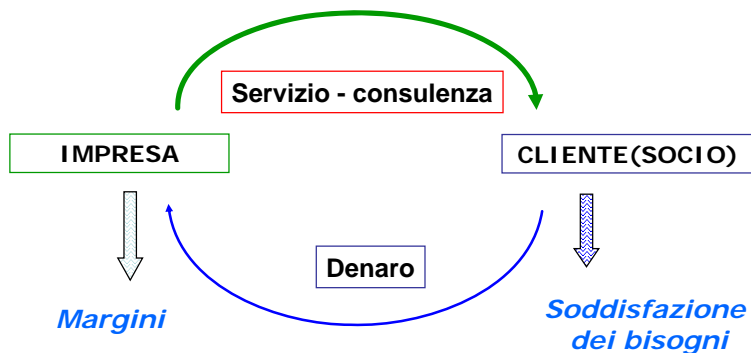 Servizio - consulenza
IMPRESA
CLIENTE(SOCIO)
Denaro
Margini
Soddisfazione
dei bisogni